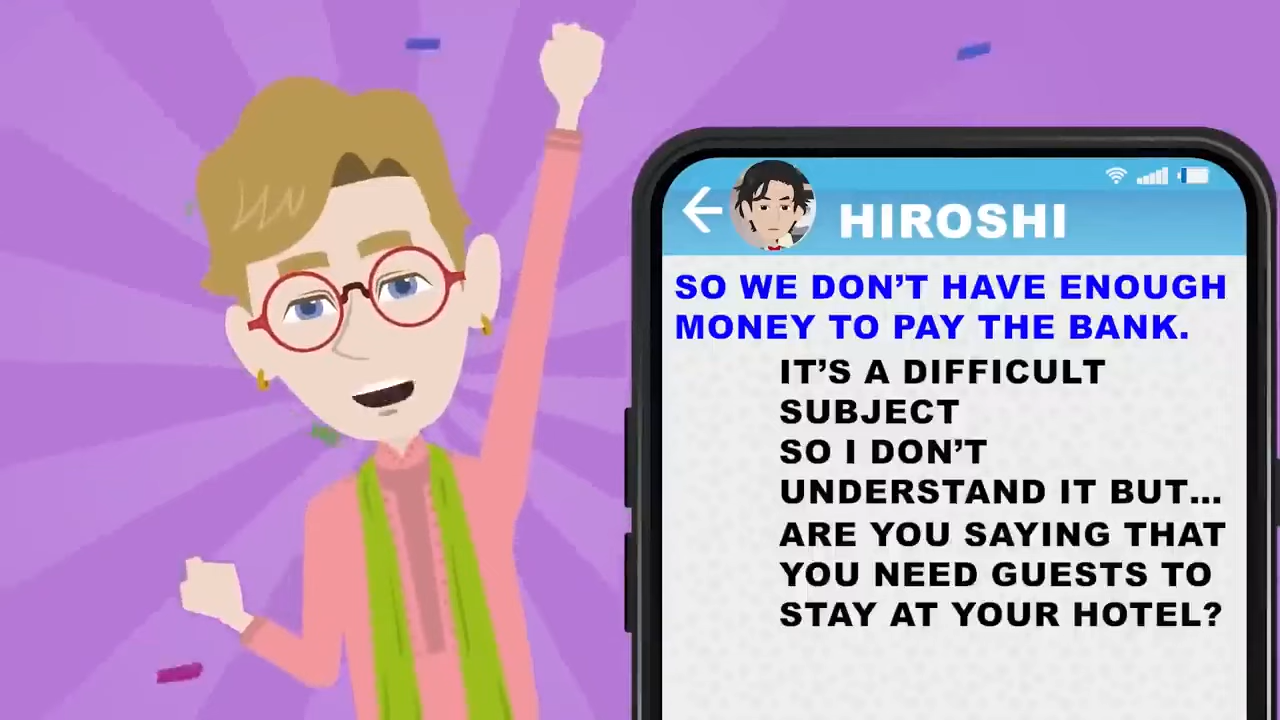 HIROSHI
SO WE DON'T HAVE ENOUGH
MONEY TO PAY THE BANK.
IT'S A DIFFICULT
SUBJECT
SO I DON'T
UNDERSTAND IT BUT...
ARE YOU SAYING THAT
YOU NEED GUESTS TO
STAY AT YOUR HOTEL?